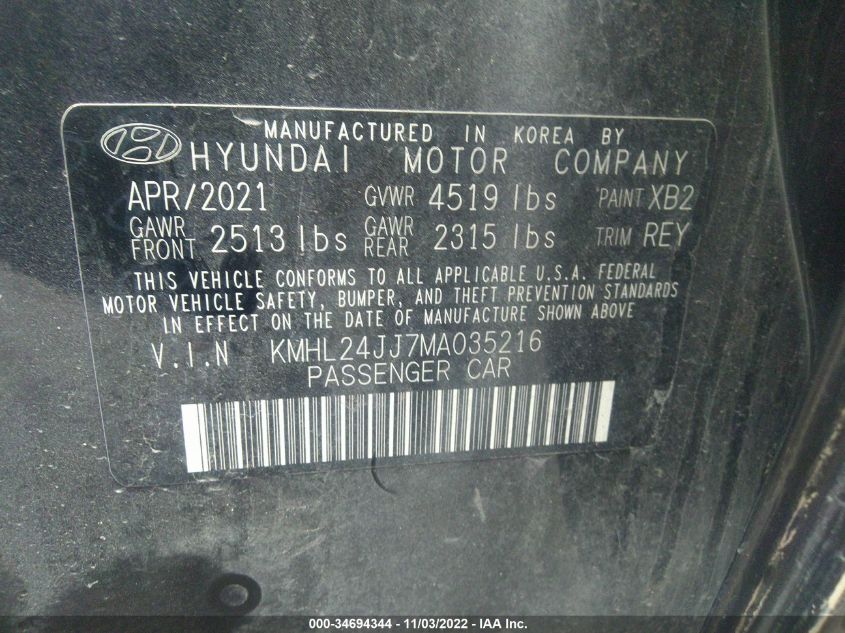 MANUFACTURED IN KOREA BY
HYUNDAI MOTOR COMPANY
APR/2021 GVWR 4519 lbs PAINT XB2
GAWR FRONT 2513 lbs GAWR REAR 2315 lbs TRIM REY
THIS VEHICLE CONFORMS TO ALL APPLICABLE U.S.A. FEDERAL
MOTOR VEHICLE SAFETY, BUMPER, AND THEFT PREVENTION STANDARDS
IN EFFECT ON THE DATE OF MANUFACTURE SHOWN ABOVE
V.I.N KMHL24JJ7MA035216
PASSENGER CAR
000-34694344 - 11/03/2022 - IAA Inc.